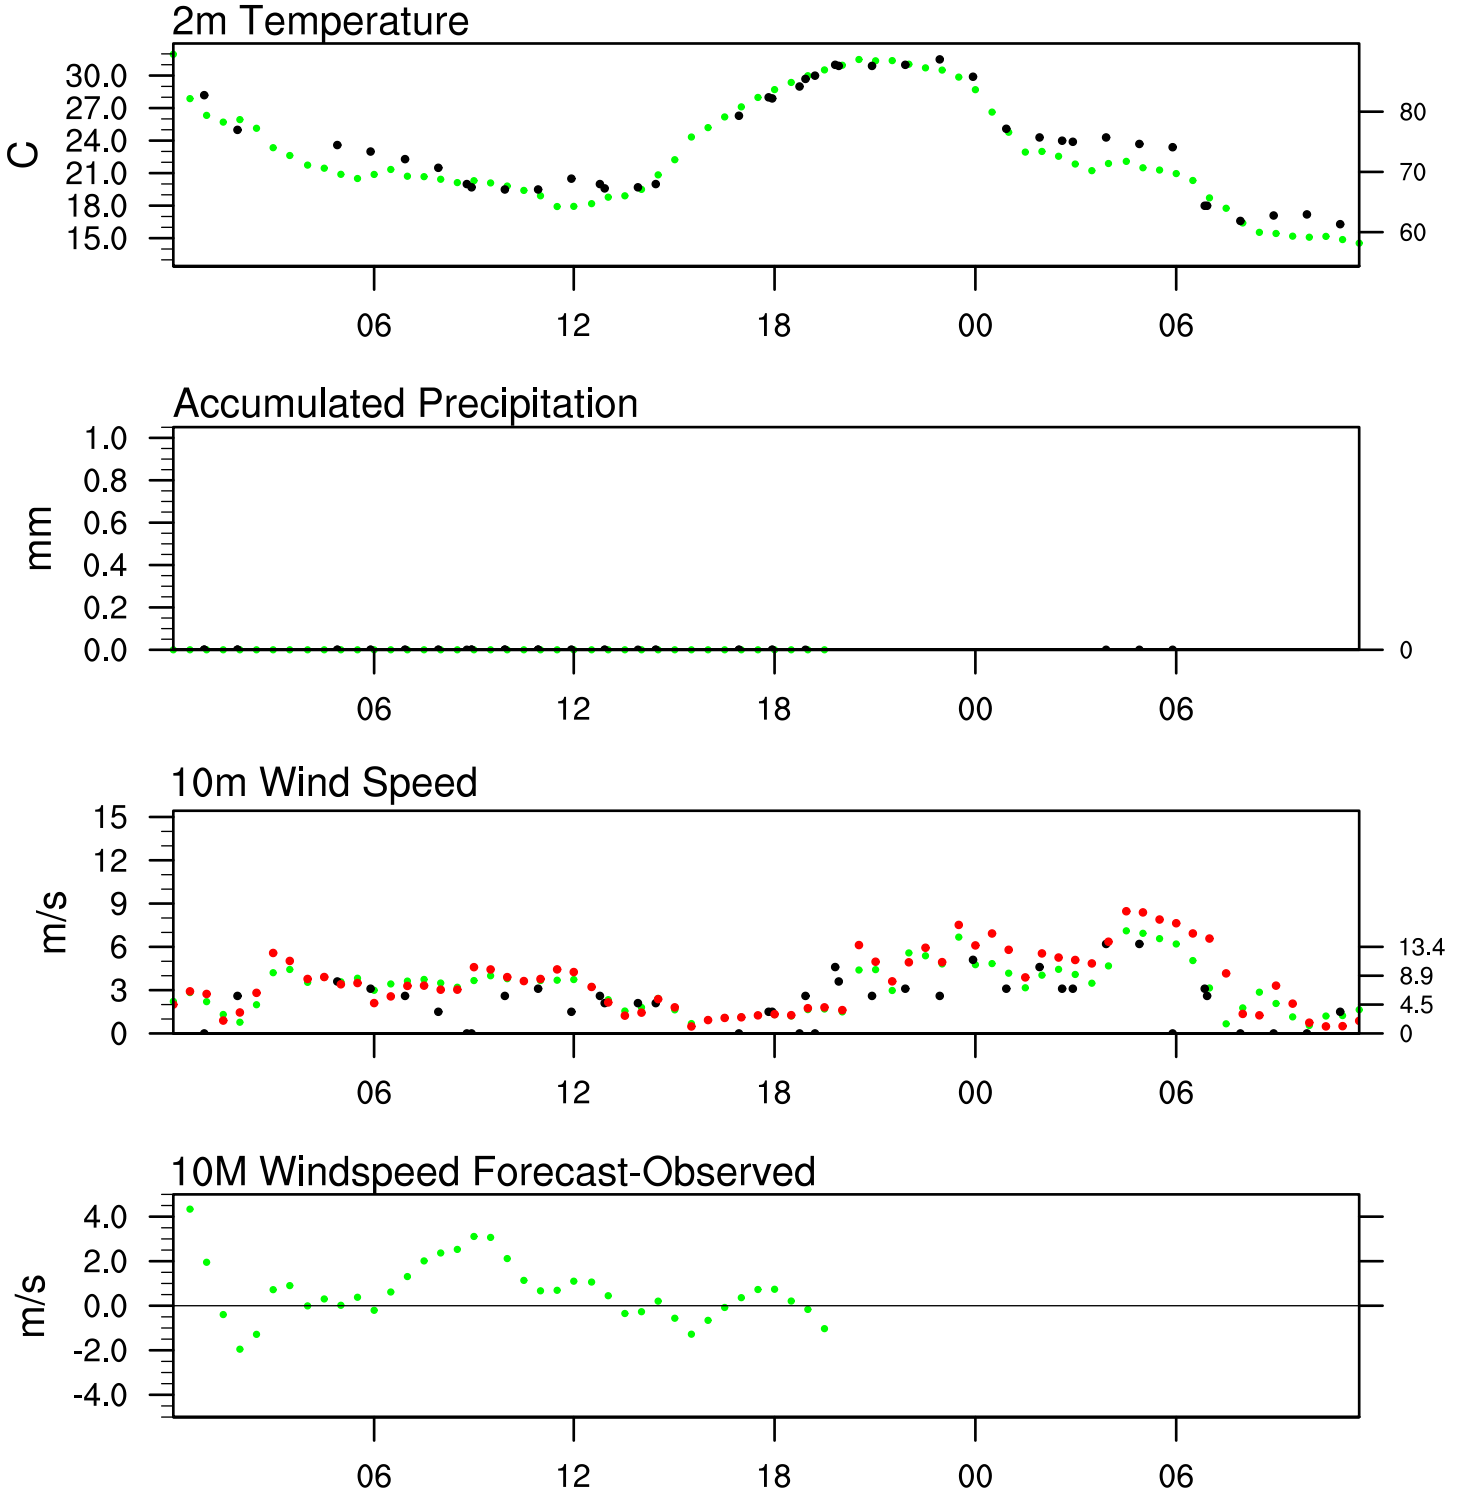 2m Temperature
30.0
27.0
24.0
21.0
18.0
15.0
C
80
70
60
06 12 18 00 06
Accumulated Precipitation
1.0
0.8
0.6
0.4
0.2
0.0
mm
0
06 12 18 00 06
10m Wind Speed
15
12
9
6
3
0
m/s
13.4
8.9
4.5
0
06 12 18 00 06
10M Windspeed Forecast-Observed
4.0
2.0
0.0
-2.0
-4.0
m/s
06 12 18 00 06